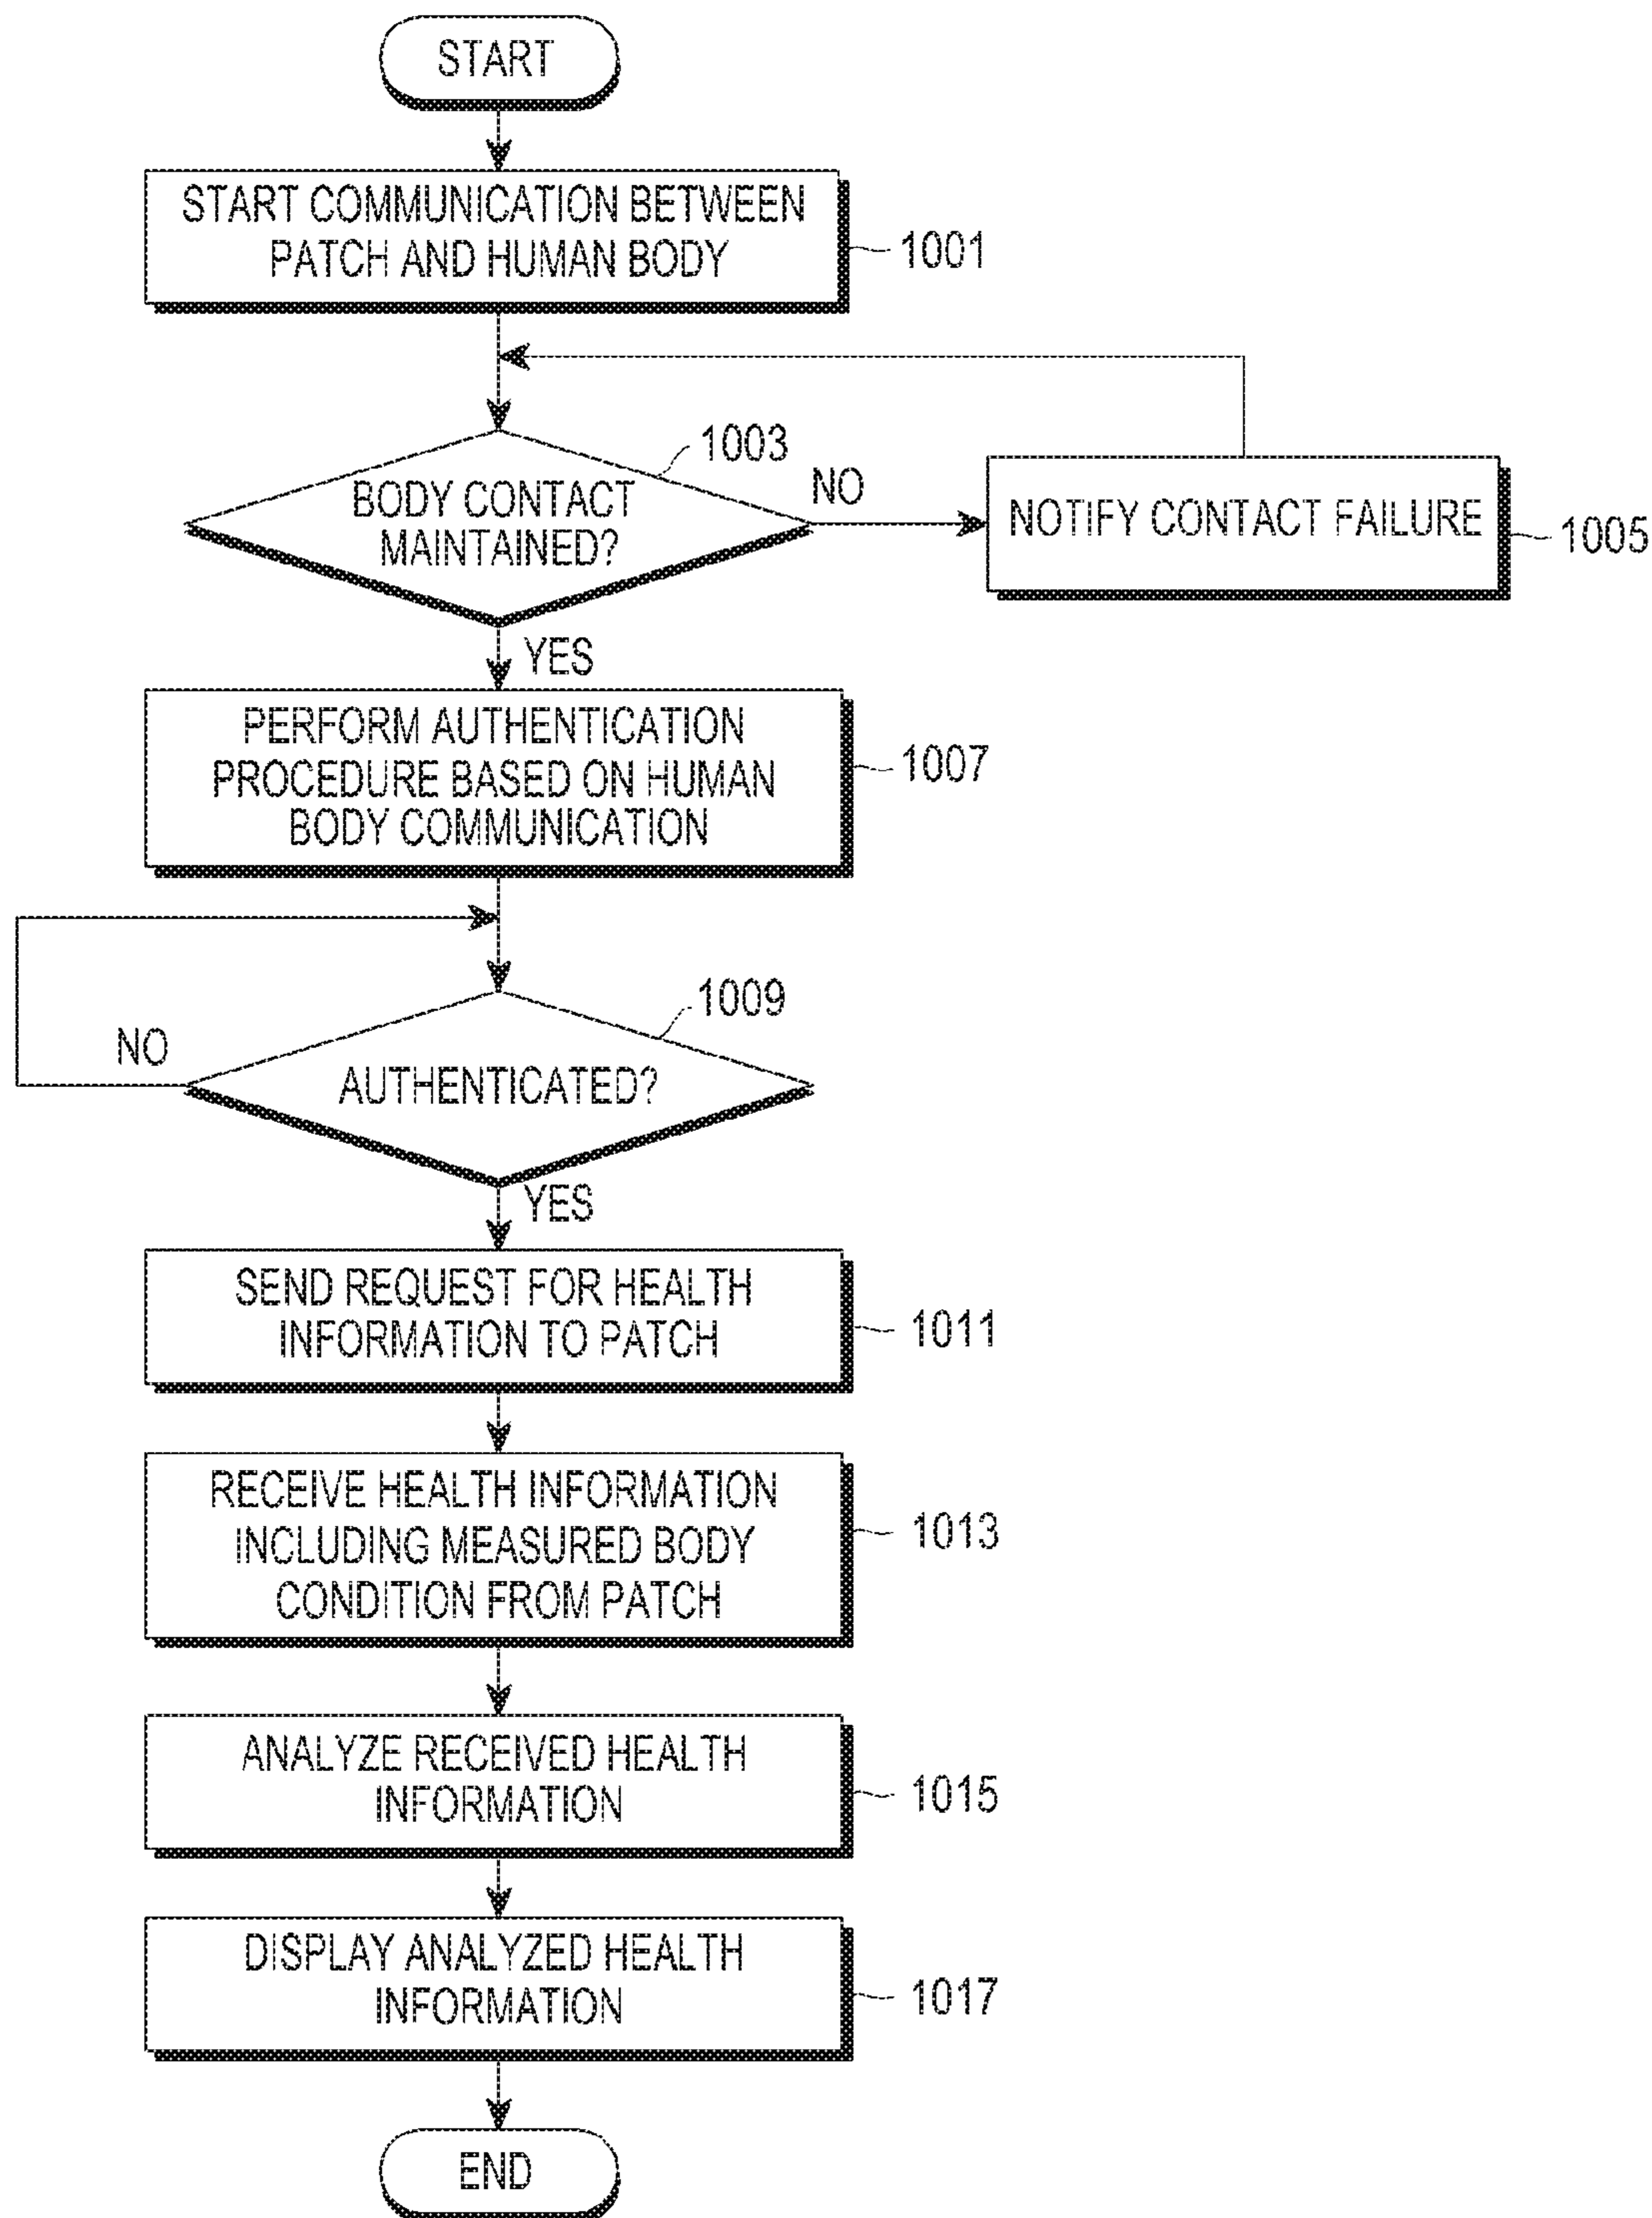 START
START COMMUNICATION BETWEEN
PATCH AND HUMAN BODY
1001
1003
BODY CONTACT
MAINTAINED?
NO
NOTIFY CONTACT FAILURE
1005
YES
PERFORM AUTHENTICATION
PROCEDURE BASED ON HUMAN
BODY COMMUNICATION
1007
1009
NO
AUTHENTICATED?
YES
SEND REQUEST FOR HEALTH
INFORMATION TO PATCH
1011
RECEIVE HEALTH INFORMATION
INCLUDING MEASURED BODY
CONDITION FROM PATCH
1013
ANALYZE RECEIVED HEALTH
INFORMATION
1015
DISPLAY ANALYZED HEALTH
INFORMATION
1017
END